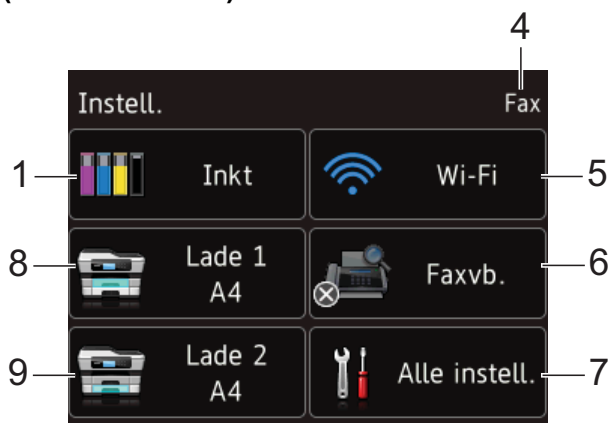 4
Instell. Fax
1 Inkt Wi-Fi 5
8 Lade 1 A4 Faxvb. 6
9 Lade 2 A4 Alle instell. 7